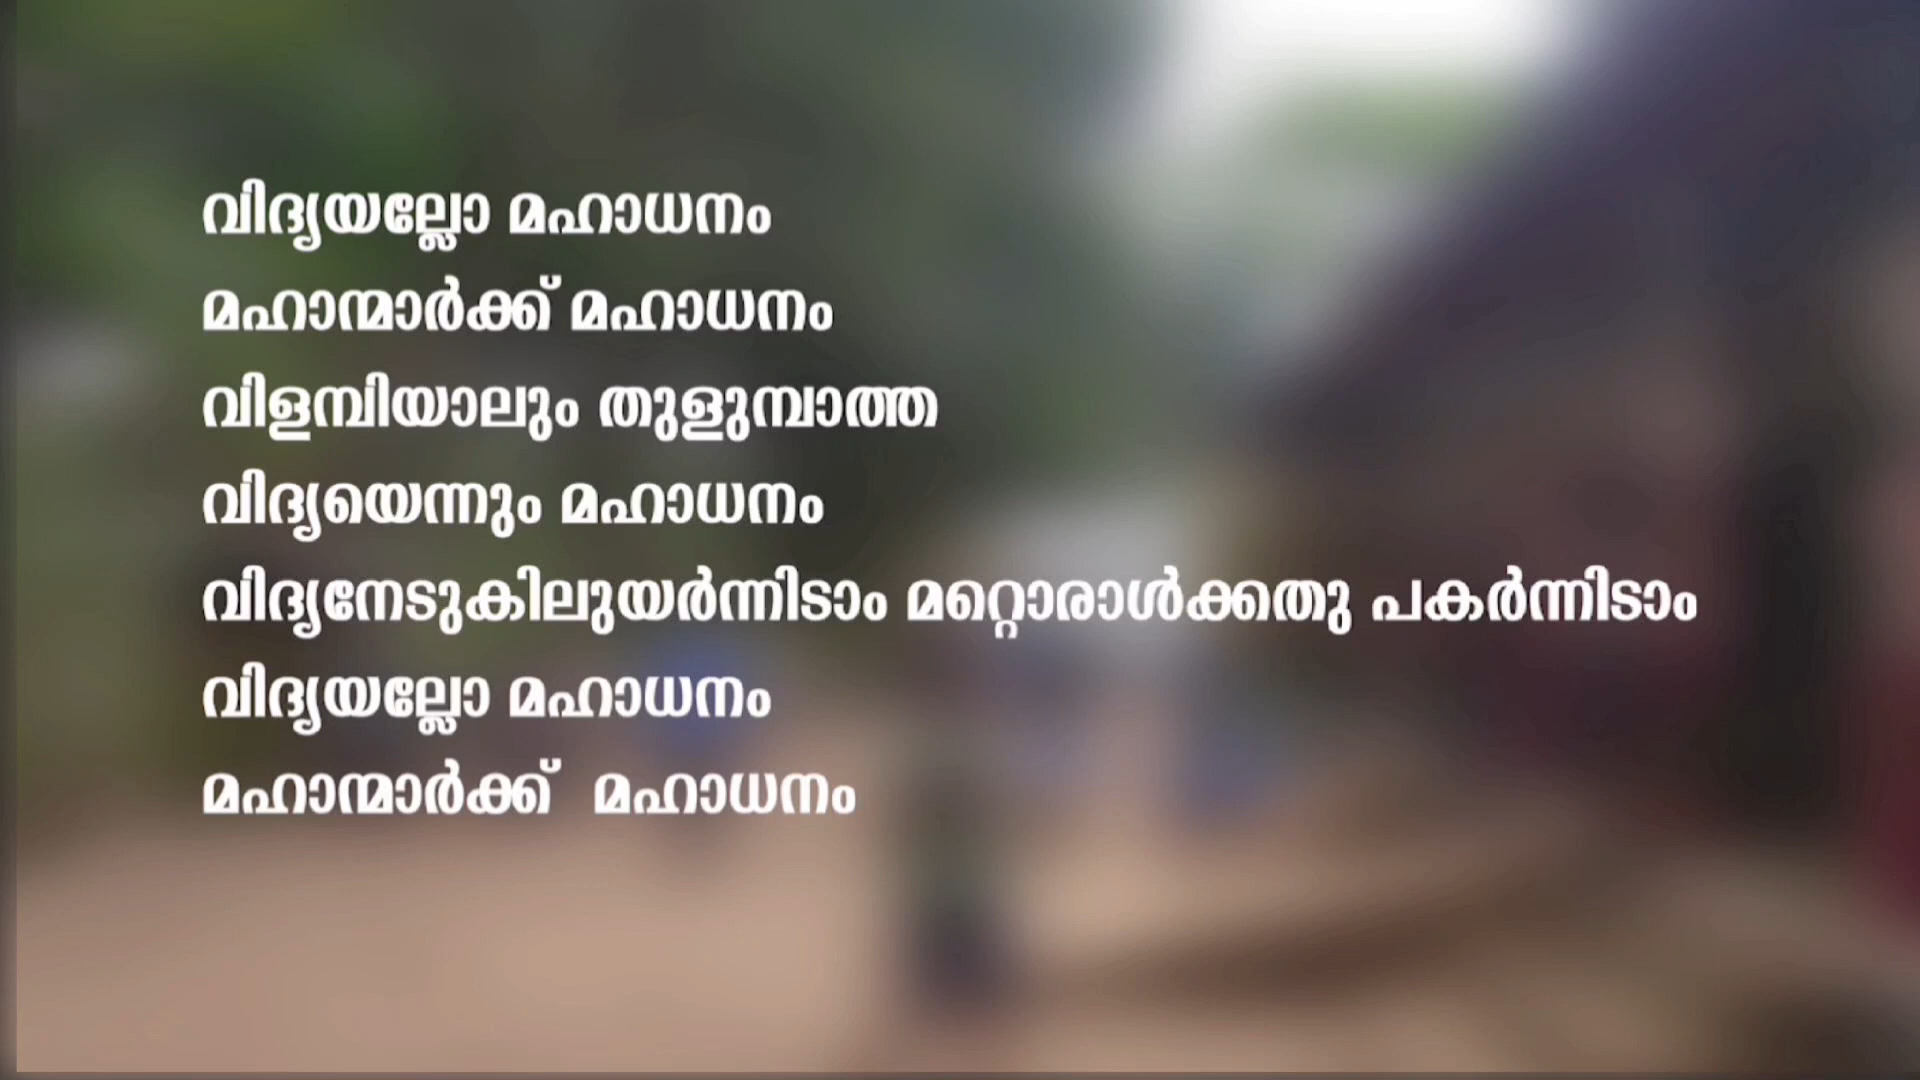 വിദ്യയല്ലോ മഹാധനം
മഹാന്മാർക്ക് മഹാധനം
വിളമ്പിയാലും തുളുമ്പാത്ത
വിദ്യയെന്നും മഹാധനം
വിദ്യനേടുകിലുയർന്നിടാം മറ്റൊരാൾക്കതു പകർന്നിടാം
വിദ്യയല്ലോ മഹാധനം
മഹാന്മാർക്ക് മഹാധനം